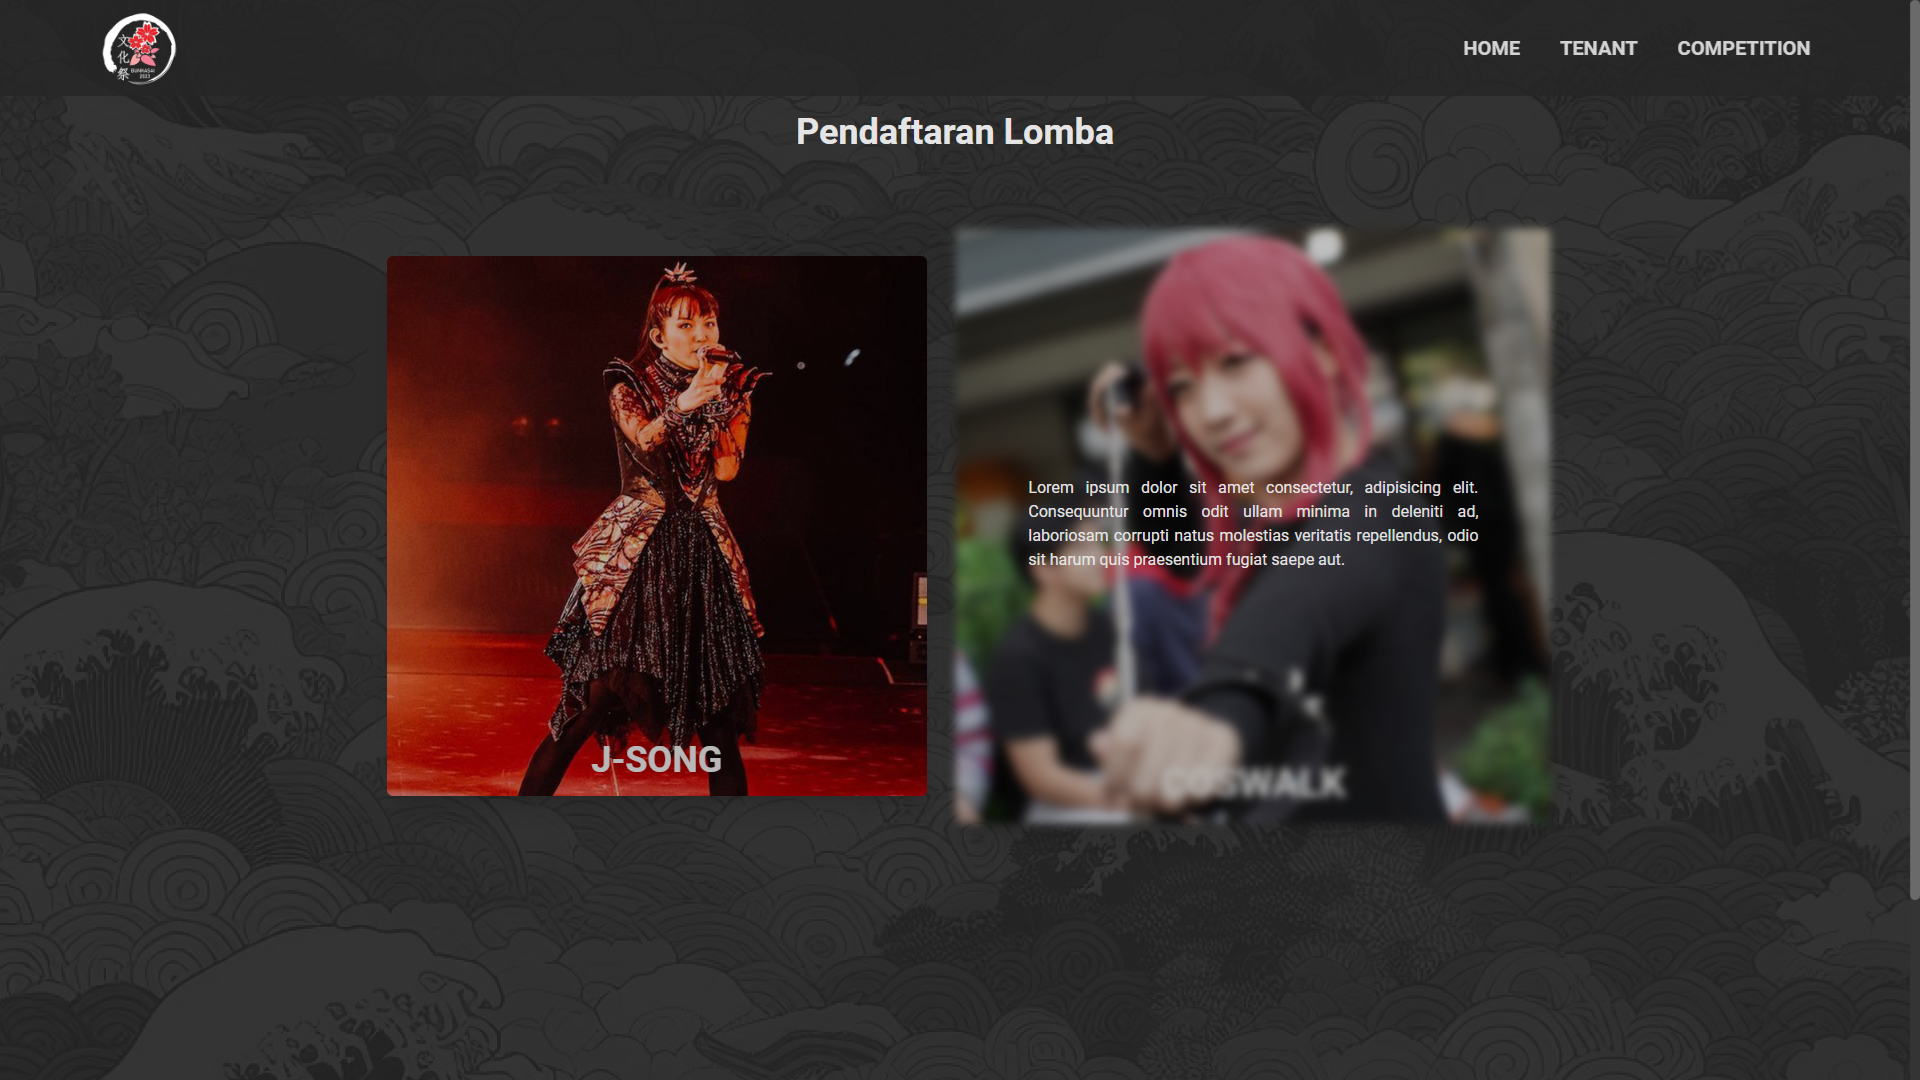 文化祭
BUNKASAI
2023
HOME TENANT COMPETITION
Pendaftaran Lomba
J-SONG
Lorem ipsum dolor sit amet consectetur, adipisicing elit.
Consequuntur omnis odit ullam minima in deleniti ad,
laboriosam corrupti natus molestias veritatis repellendus, odio
sit harum quis praesentium fugiat saepe aut.
COSWALK